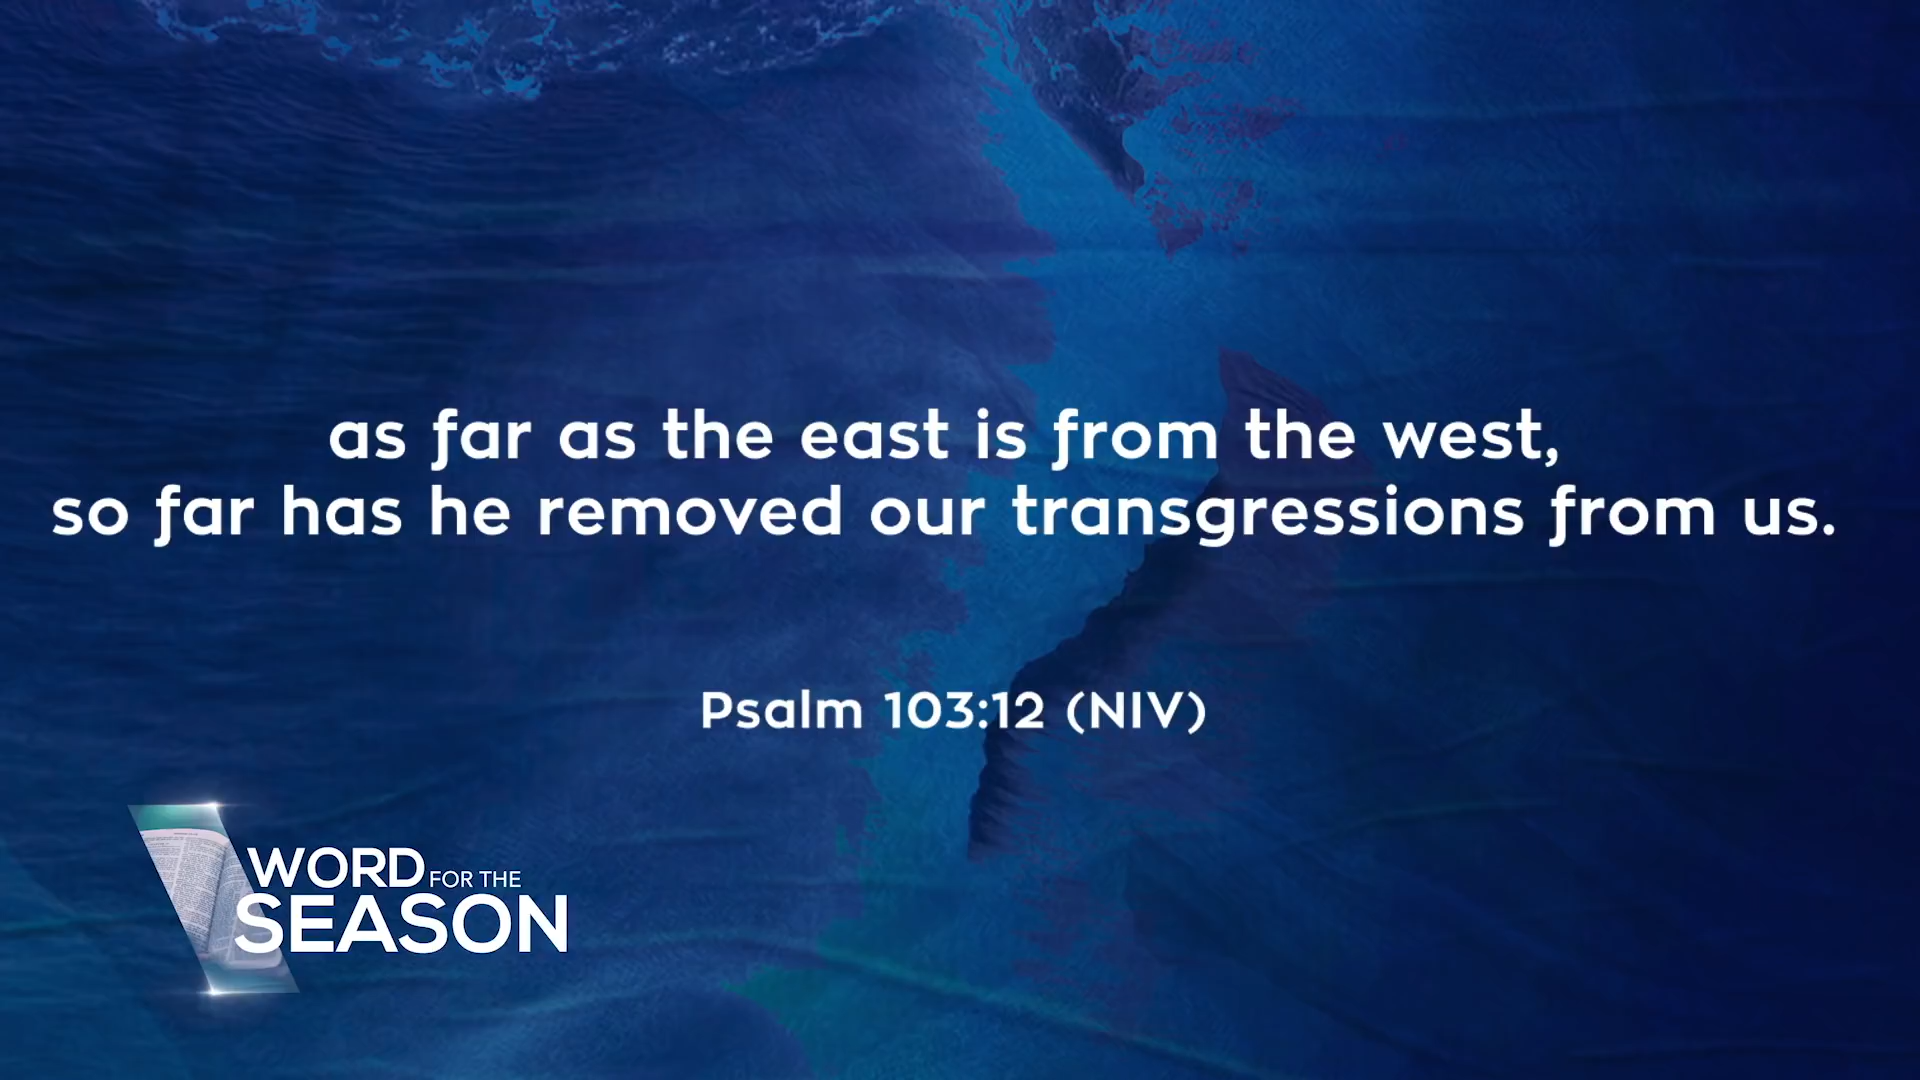 as far as the east is from the west,
so far has he removed our transgressions from us.
Psalm 103:12 (NIV)
WORD FOR THE
SEASON